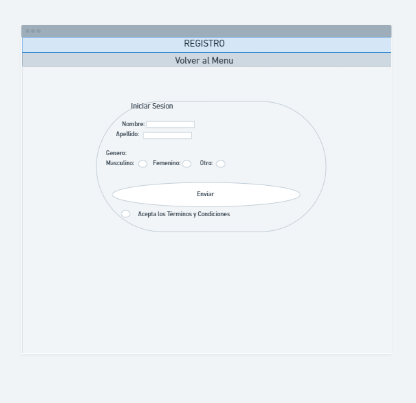 REGISTRO
Volver al Menu
Iniciar Sesion
Nombre:
Apellido:
Genero:
Masculino: Femenino: Otro:
Enviar
Acepta los Terminos y Condiciones